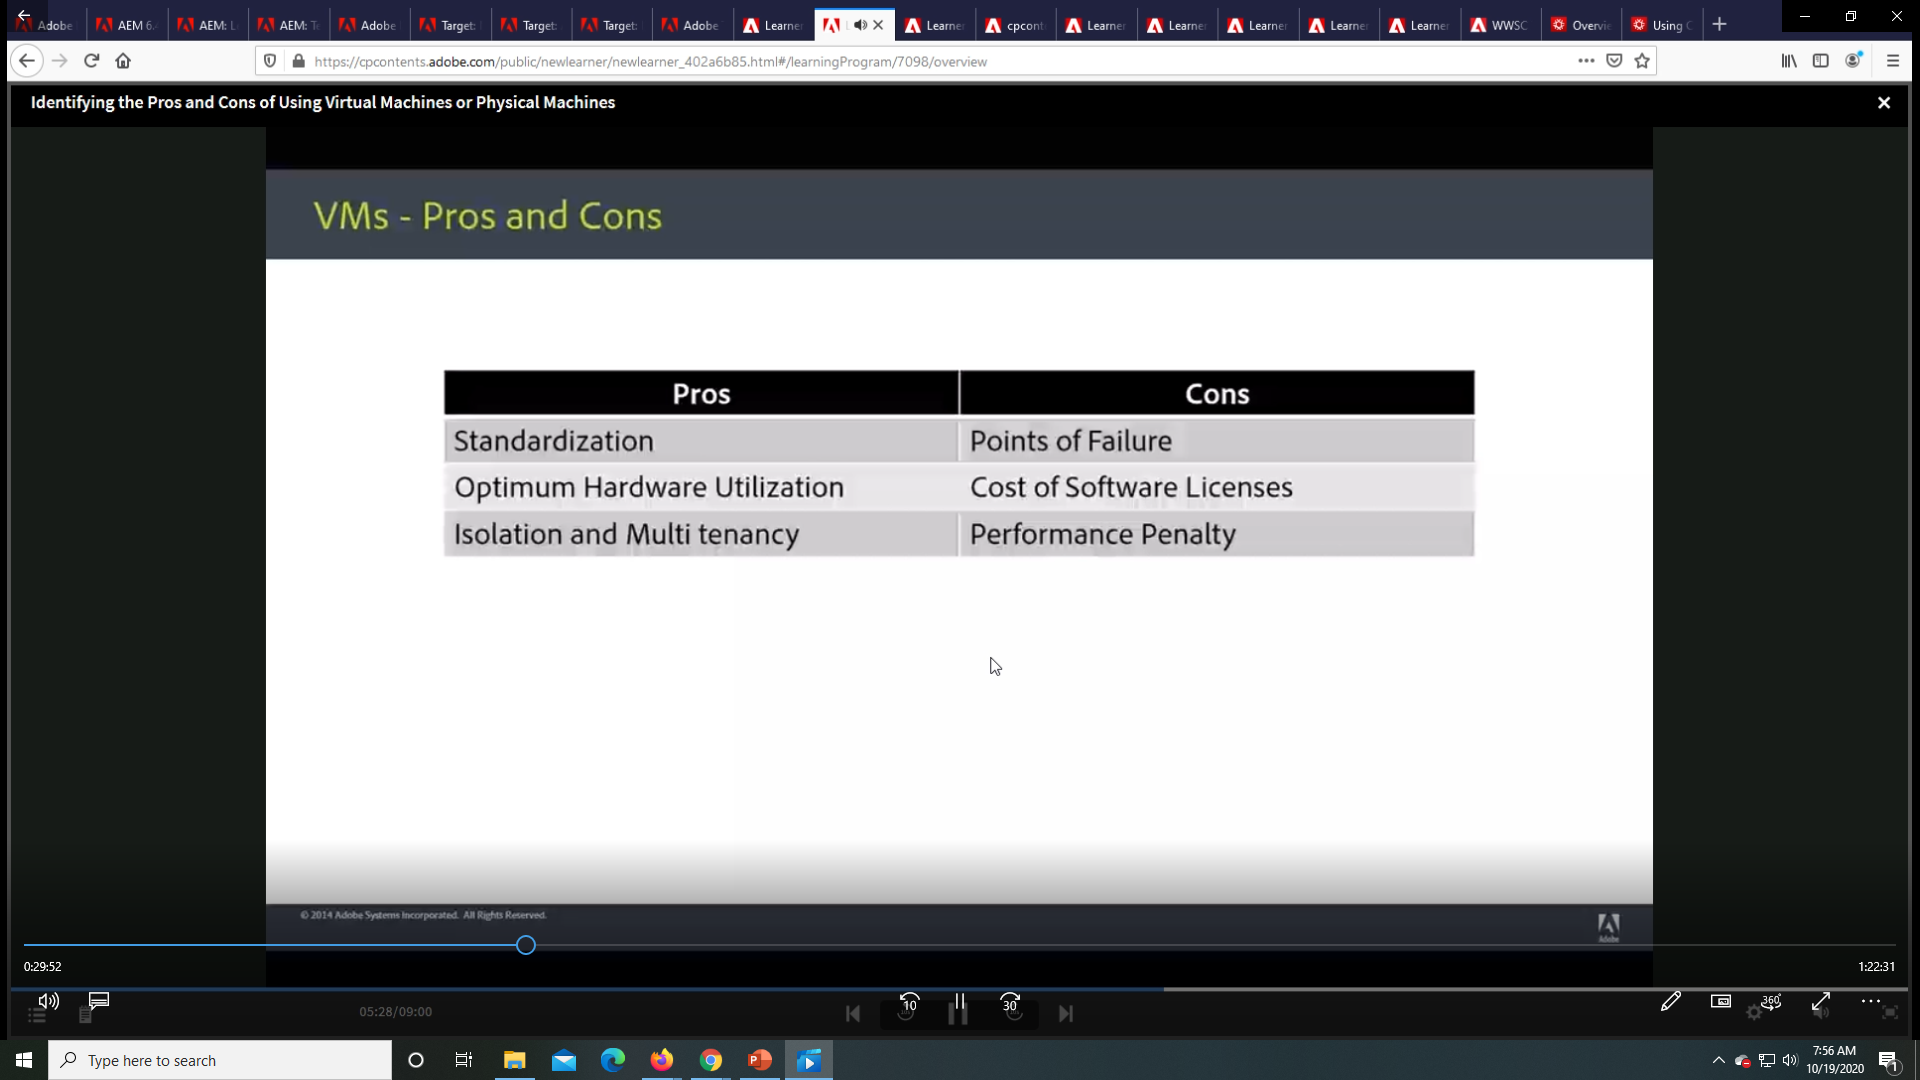 Adobe AEM 6. AEM: L AEM: T Adobe Target: Target: Target: Adobe Learner Learner cpcont Learner Learner Learner Learner Learner WWSC Overvie Using C
https://cpcontents.adobe.com/public/newlearner/newlearner_402a6b85.html#/learningProgram/7098/overview
Identifying the Pros and Cons of Using Virtual Machines or Physical Machines
VMs - Pros and Cons
Pros Cons
Standardization Points of Failure
Optimum Hardware Utilization Cost of Software Licenses
Isolation and Multi tenancy Performance Penalty
© 2014 Adobe Systems Incorporated. All Rights Reserved.
Adobe
0:29:52 1:22:31
05:28/09:00 10 30 360
Type here to search
7:56 AM
10/19/2020
1